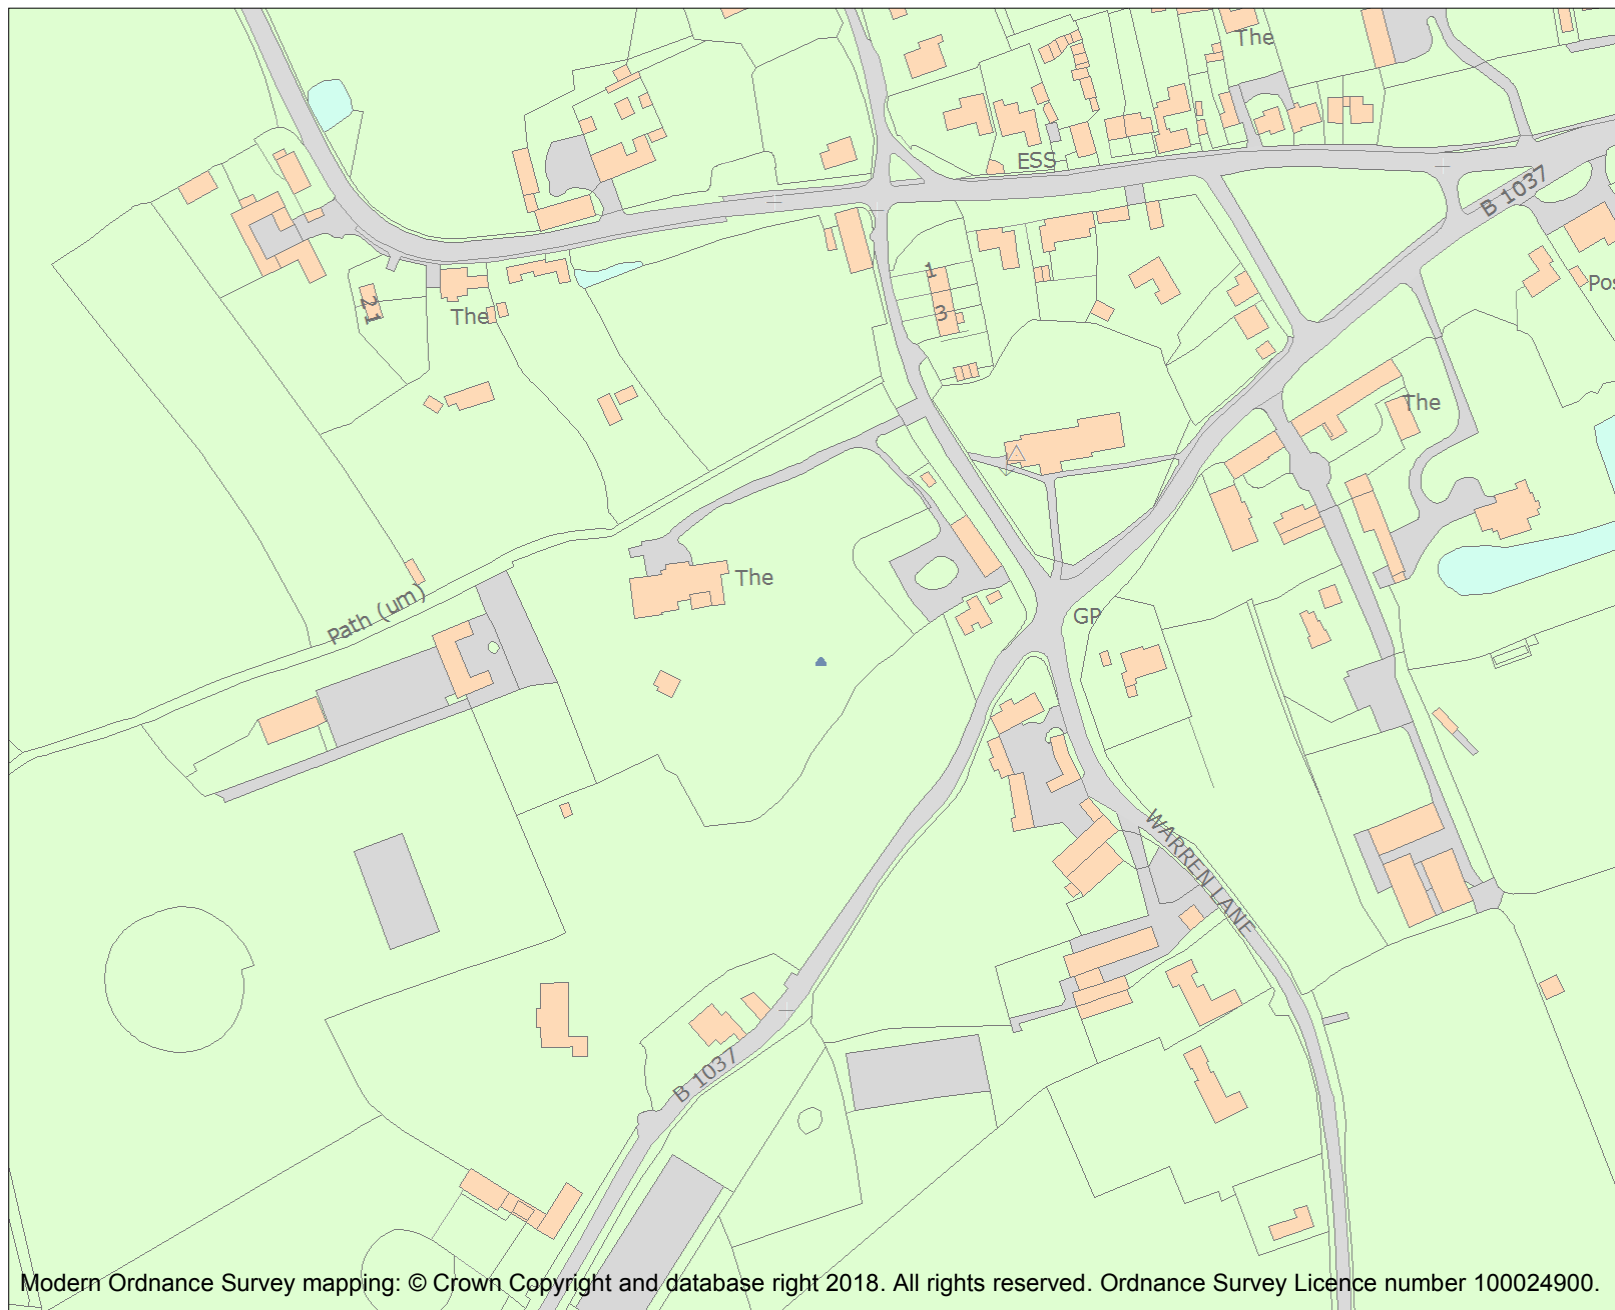 The
ESS
B 1037
1
3
Pos
21
The
The
The
Path (um)
GP
WARREN LANE
B 1037
Modern Ordnance Survey mapping: © Crown Copyright and database right 2018. All rights reserved. Ordnance Survey Licence number 100024900.